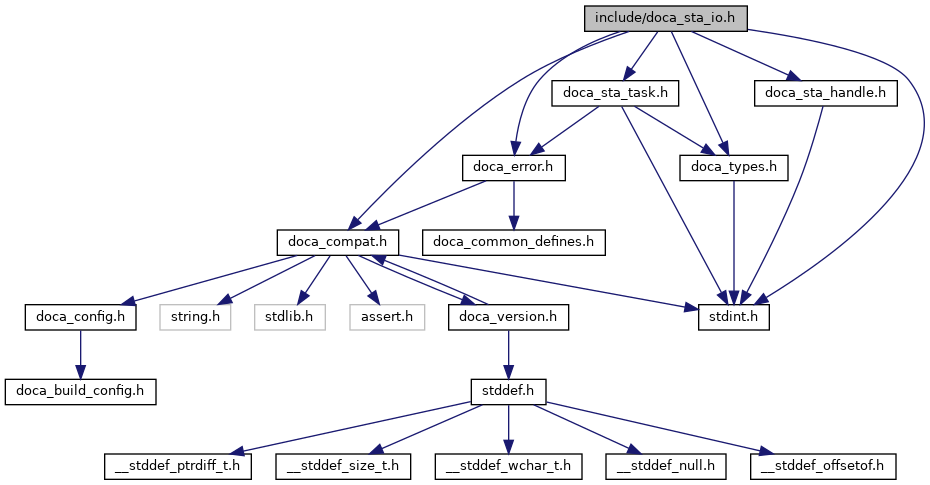 include/doca_sta_io.h
doca_sta_task.h
doca_sta_handle.h
doca_error.h
doca_types.h
doca_compat.h
doca_common_defines.h
doca_config.h
string.h
stdlib.h
assert.h
doca_version.h
stdint.h
doca_build_config.h
stddef.h
__stddef_ptrdiff_t.h
__stddef_size_t.h
__stddef_wchar_t.h
__stddef_null.h
__stddef_offsetof.h